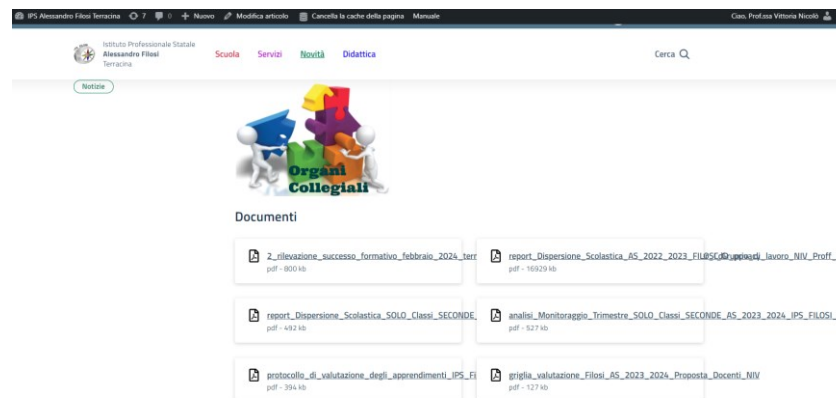 IPS Alessandro Filosi Terracina 7 0 + Nuovo Modifica articolo Cancella la cache della pagina Manuale Ciao, Prof.ssa Vittoria Nicolò
Istituto Professionale Statale
Alessandro Filosi
Terracina
Scuola Servizi Novità Didattica Cerca
Notizie
Organi
Collegiali
Documenti
2_rilevazione_successo_formativo_febbraio_2024_terr
pdf - 800 kb
report_Dispersione_Scolastica_AS_2022_2023_FILOSI
pdf - 16929 kb
report_Dispersione_Scolastica_SOLO_Classi_SECONDE_
pdf - 492 kb
analisi_Monitoraggio_Trimestre_SOLO_Classi_SECONDE_AS_2023_2024_IPS_FILOSI_
pdf - 527 kb
protocollo_di_valutazione_degli_apprendimenti_IPS_Fi
pdf - 394 kb
griglia_valutazione_Filosi_AS_2023_2024_Proposta_Docenti_NIV
pdf - 127 kb